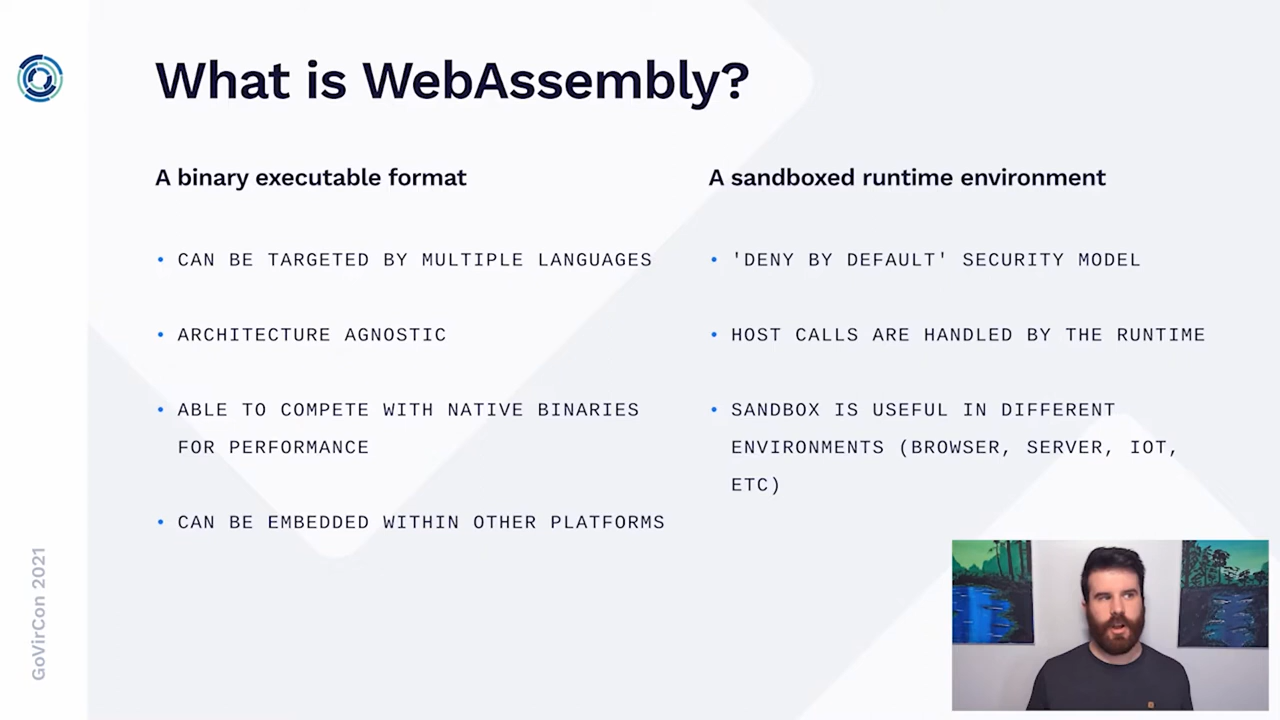 What is WebAssembly?
A binary executable format
• CAN BE TARGETED BY MULTIPLE LANGUAGES
• ARCHITECTURE AGNOSTIC
• ABLE TO COMPETE WITH NATIVE BINARIES
FOR PERFORMANCE
• CAN BE EMBEDDED WITHIN OTHER PLATFORMS
A sandboxed runtime environment
• 'DENY BY DEFAULT' SECURITY MODEL
• HOST CALLS ARE HANDLED BY THE RUNTIME
• SANDBOX IS USEFUL IN DIFFERENT
ENVIRONMENTS (BROWSER, SERVER, IOT,
ETC)
GoVirCon 2021